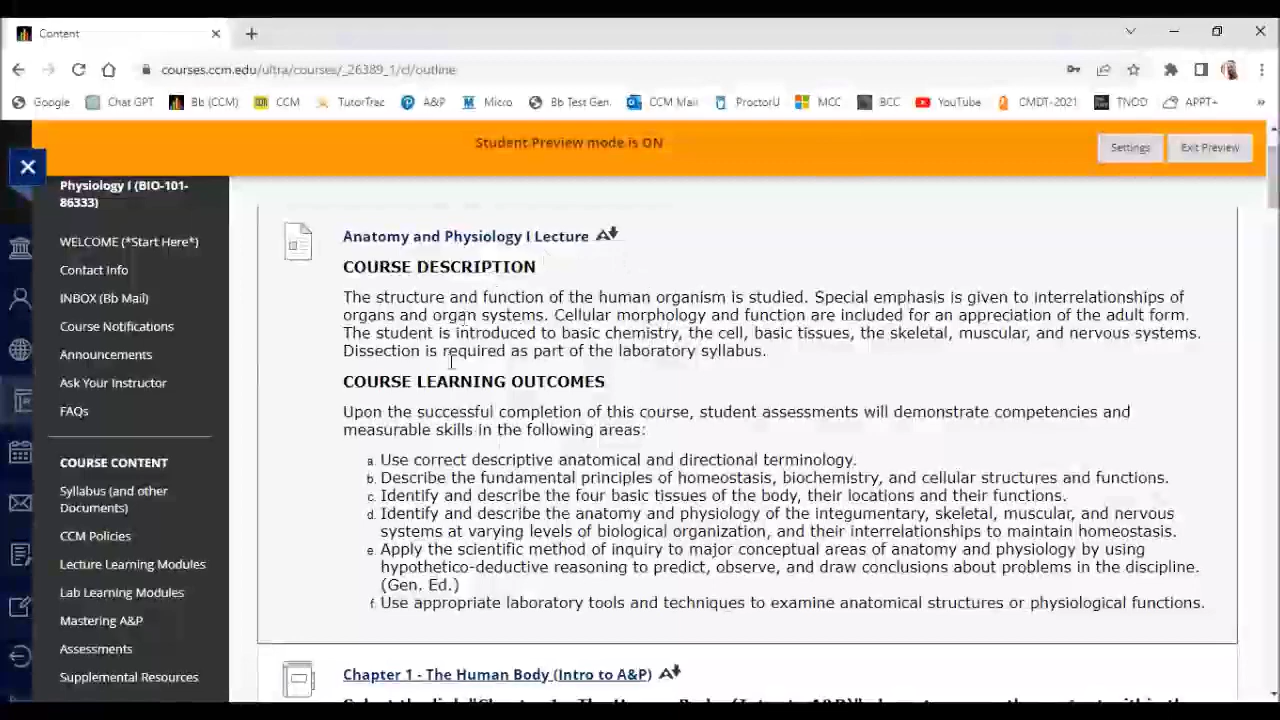 Content
courses.ccm.edu/ultra/courses/_26389_1/cl/outline
Google Chat GPT Bb (CCM) CCM TutorTrac A&P Micro Bb Test Gen. CCM Mail ProctorU MCC BCC YouTube CMDT-2021 TNOD APPT+ »
Student Preview mode is ON
Settings
Exit Preview
Physiology I (BIO-101-
86333)
WELCOME (*Start Here*)
Contact Info
INBOX (Bb Mail)
Course Notifications
Announcements
Ask Your Instructor
FAQs
COURSE CONTENT
Syllabus (and other
Documents)
CCM Policies
Lecture Learning Modules
Lab Learning Modules
Mastering A&P
Assessments
Supplemental Resources
Anatomy and Physiology I Lecture
COURSE DESCRIPTION
The structure and function of the human organism is studied. Special emphasis is given to interrelationships of
organs and organ systems. Cellular morphology and function are included for an appreciation of the adult form.
The student is introduced to basic chemistry, the cell, basic tissues, the skeletal, muscular, and nervous systems.
Dissection is required as part of the laboratory syllabus.
COURSE LEARNING OUTCOMES
Upon the successful completion of this course, student assessments will demonstrate competencies and
measurable skills in the following areas:
a. Use correct descriptive anatomical and directional terminology.
b. Describe the fundamental principles of homeostasis, biochemistry, and cellular structures and functions.
c. Identify and describe the four basic tissues of the body, their locations and their functions.
d. Identify and describe the anatomy and physiology of the integumentary, skeletal, muscular, and nervous
systems at varying levels of biological organization, and their interrelationships to maintain homeostasis.
e. Apply the scientific method of inquiry to major conceptual areas of anatomy and physiology by using
hypothetico-deductive reasoning to predict, observe, and draw conclusions about problems in the discipline.
(Gen. Ed.)
f. Use appropriate laboratory tools and techniques to examine anatomical structures or physiological functions.
Chapter 1 - The Human Body (Intro to A&P)